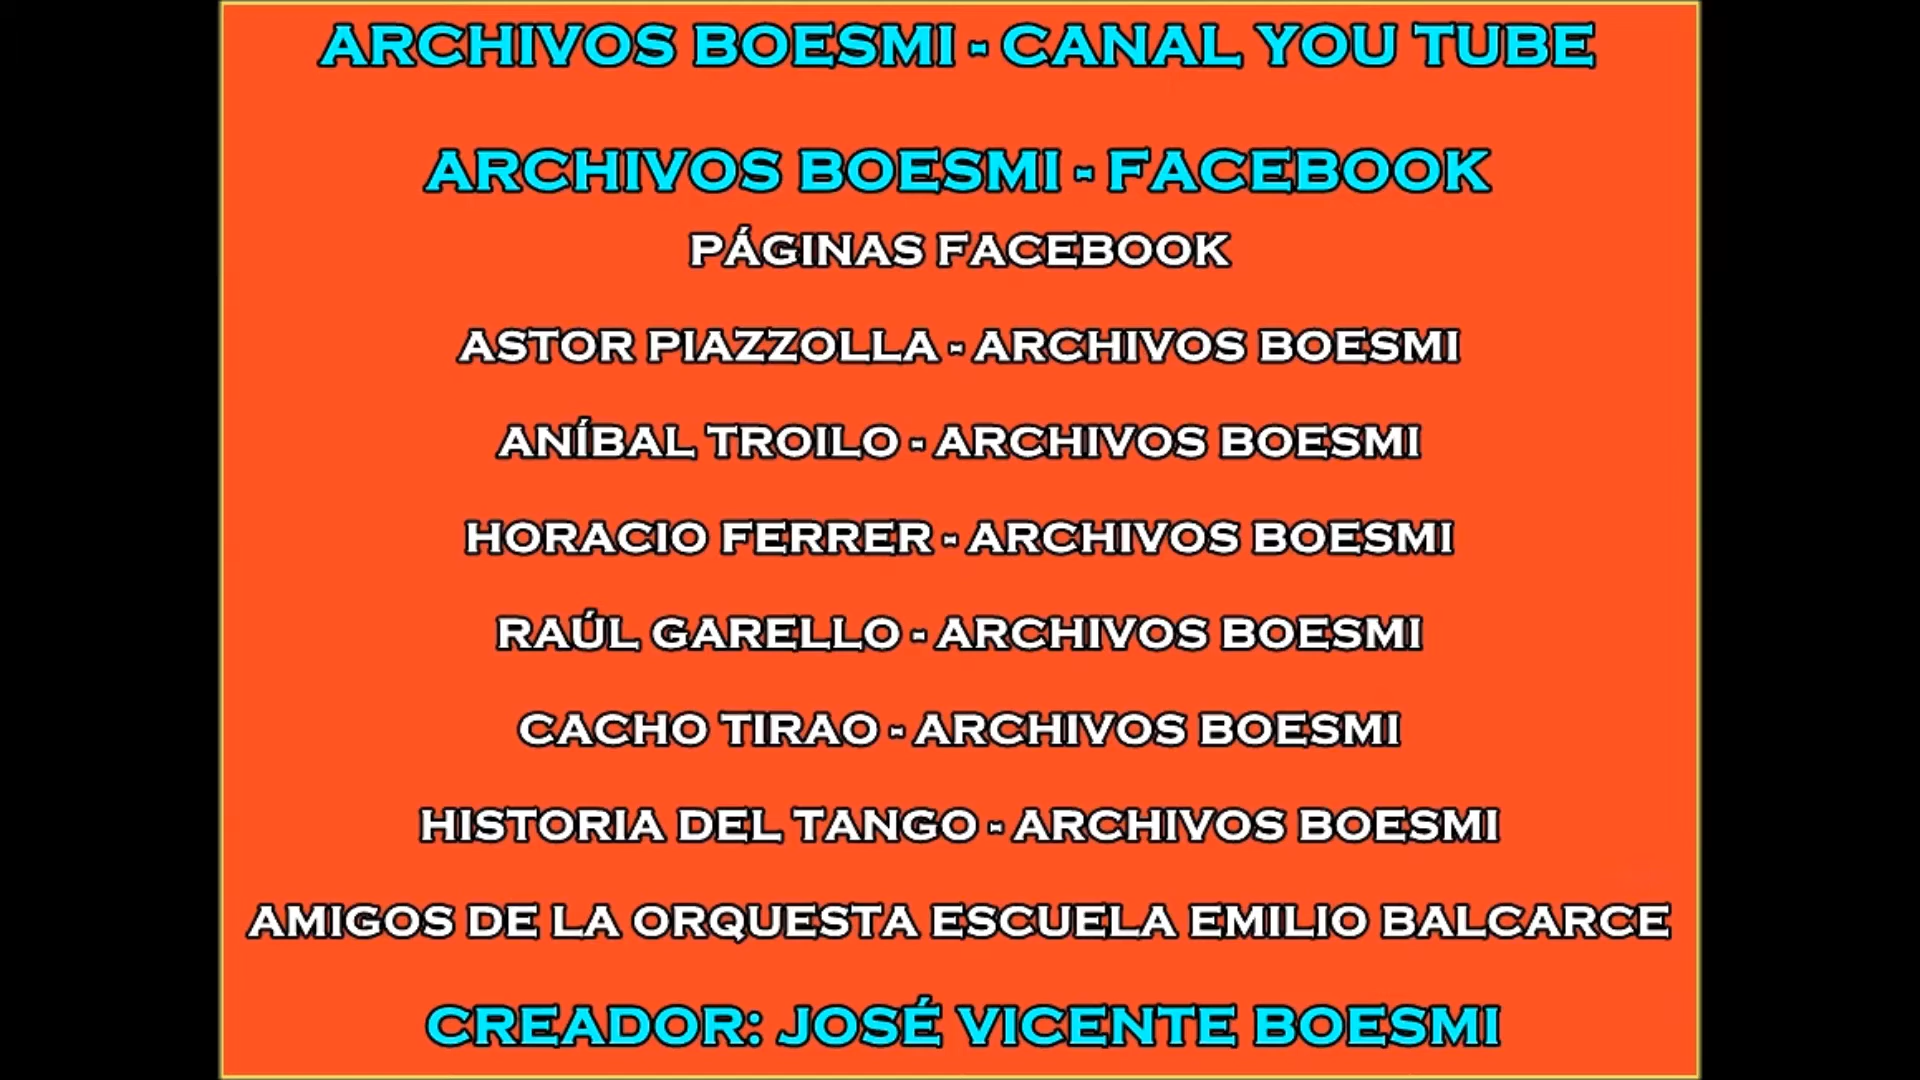 ARCHIVOS BOESMI - CANAL YOU TUBE
ARCHIVOS BOESMI - FACEBOOK
PÁGINAS FACEBOOK
ASTOR PIAZZOLLA - ARCHIVOS BOESMI
ANÍBAL TROILO - ARCHIVOS BOESMI
HORACIO FERRER - ARCHIVOS BOESMI
RAÚL GARELLO - ARCHIVOS BOESMI
CACHO TIRAO - ARCHIVOS BOESMI
HISTORIA DEL TANGO - ARCHIVOS BOESMI
AMIGOS DE LA ORQUESTA ESCUELA EMILIO BALCARCE
CREADOR: JOSÉ VICENTE BOESMI